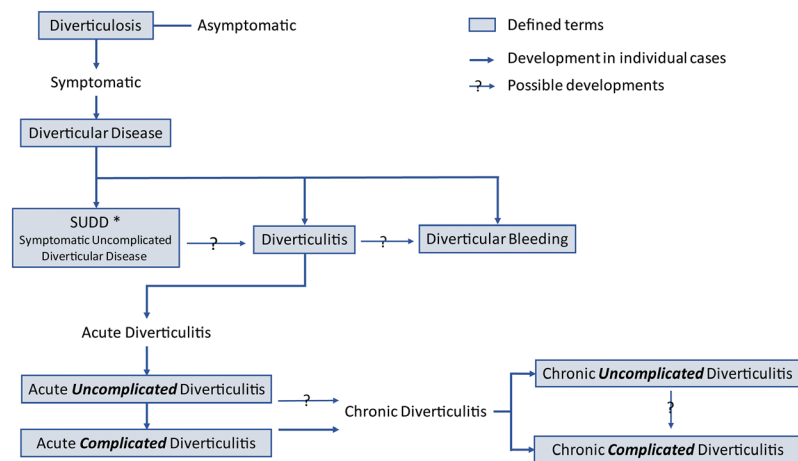 Diverticulosis
Asymptomatic
Defined terms
Development in individual cases
Symptomatic
? Possible developments
Diverticular Disease
SUDD *
Symptomatic Uncomplicated
Diverticular Disease
?
Diverticulitis
?
Diverticular Bleeding
Acute Diverticulitis
Acute Uncomplicated Diverticulitis
?
Chronic Diverticulitis
Acute Complicated Diverticulitis
Chronic Uncomplicated Diverticulitis
?
Chronic Complicated Diverticulitis